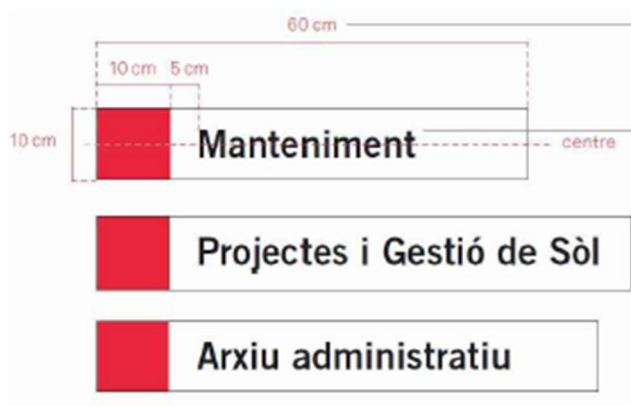 60 cm
10 cm 5 cm
10 cm
Manteniment
centre
Projectes i Gestió de Sòl
Arxiu administratiu